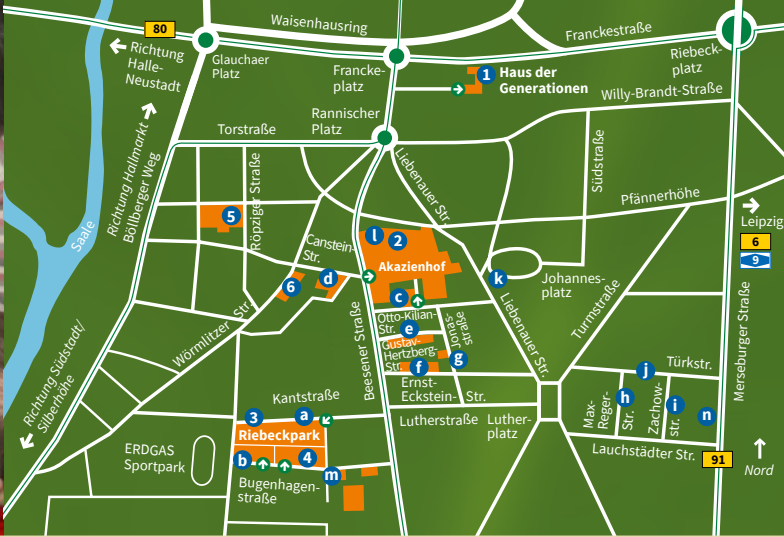 80
Waisenhausring
Franckestraße
Richtung
Halle-
Neustadt
Glauchaer
Platz
Francke-
platz
1
Haus der
Generationen
Riebeck-
platz
Willy-Brandt-Straße
Rannischer
Platz
Torstraße
Richtung Hallmarkt
Böllberger Weg
Liebenauer Str.
Südstraße
Pfännerhöhe
Röpziger Straße
5
Saale
Leipzig
6
9
Canstein-
Str.
l
2
Akazienhof
c
6
d
k
Johannes-
platz
Liebenauer Str.
Turmstraße
Merseburger Straße
Otto-Kilian-
Str.
e
Jonas-
straße
Gustav-
Hertzberg-
Str.
f
g
Ernst-
Eckstein- Str.
Wörmlitzer Str.
Beesener Straße
Richtung Südstadt/
Silberhöhe
Kantstraße
3
a
Riebeckpark
b
4
m
Bugenhagen-
straße
ERDGAS
Sportpark
Lutherstraße
Luther-
platz
Türkstr.
j
h
i
n
Max-
Reger-
Str.
Zachow-
str.
Lauchstädter Str.
91
Nord